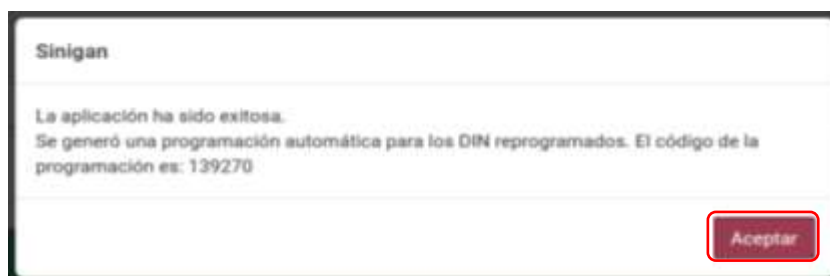 Sinigan
La aplicación ha sido exitosa.
Se generó una programación automática para los DIN reprogramados. El código de la
programación es: 139270
Aceptar